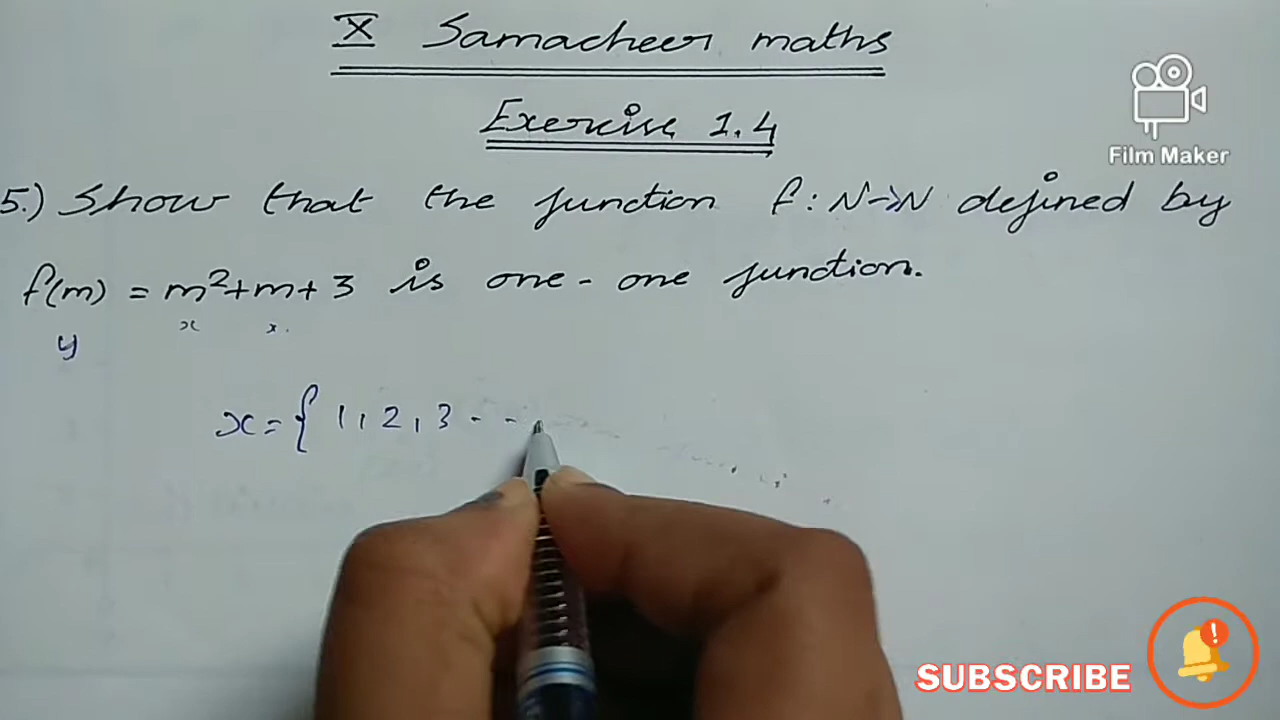 X Samacheer maths
Exercise 1.4
Film Maker
5.) Show that the function f : N→N defined by
f(m) = m²+m+3 is one - one function.
x x.
y
x = { 1, 2, 3 - - .
SUBSCRIBE